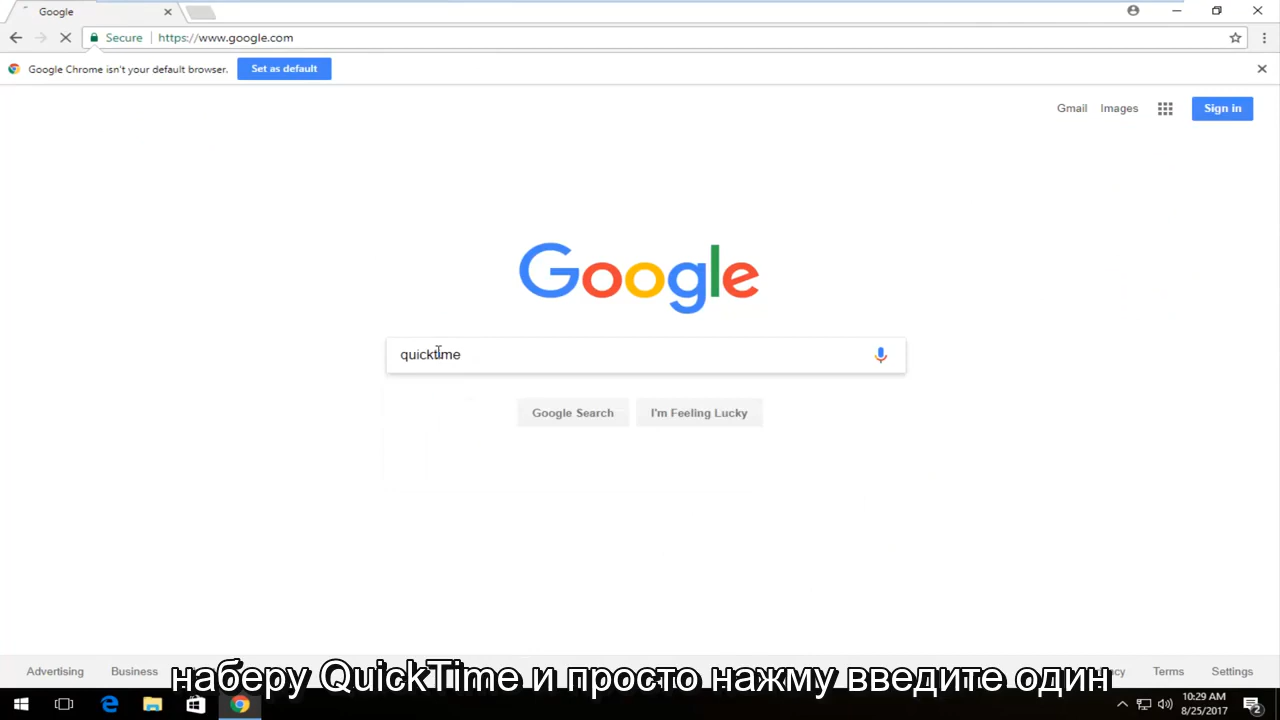 Google
Secure
https://www.google.com
Google Chrome isn't your default browser.
Set as default
Gmail
Images
Sign in
Google
quicktime
Google Search
I'm Feeling Lucky
Advertising
Business
Terms
Settings
наберу QuickTime и просто нажму введите один
10:29 AM
8/25/2017
2